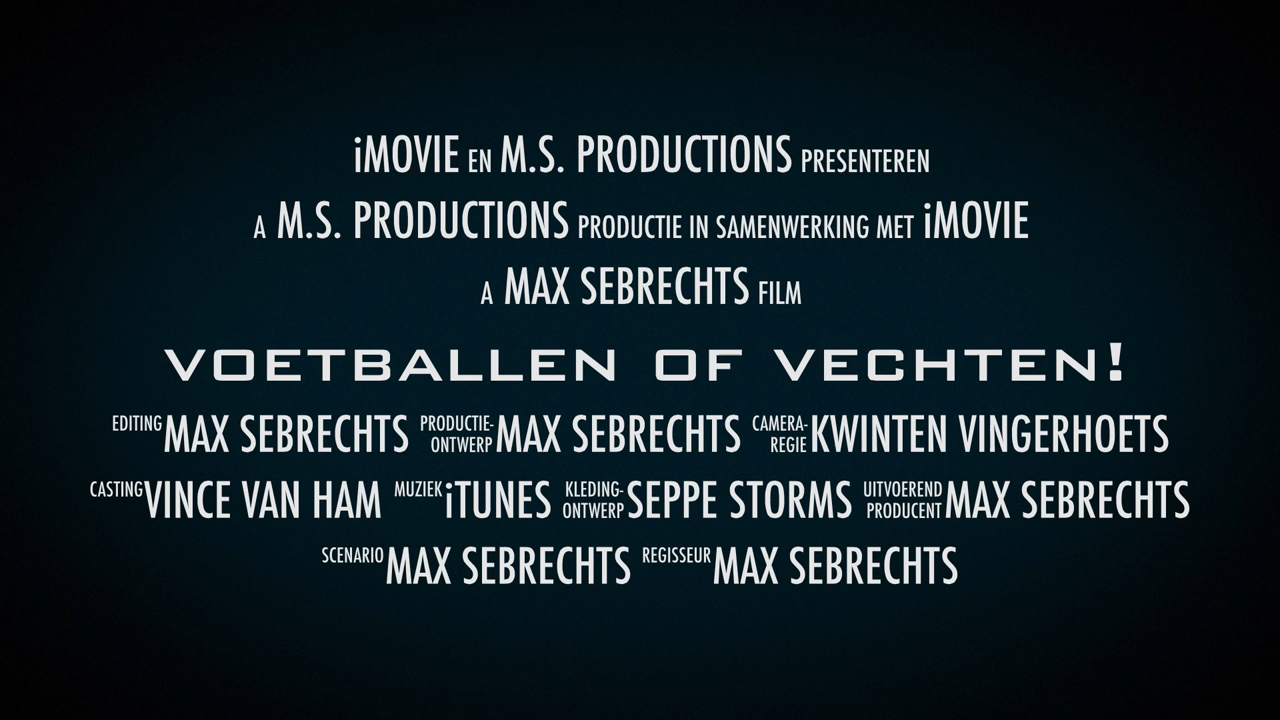 iMOVIE EN M.S. PRODUCTIONS PRESENTEREN
A M.S. PRODUCTIONS PRODUCTIE IN SAMENWERKING MET iMOVIE
A MAX SEBRECHTS FILM
VOETBALLEN OF VECHTEN!
EDITING MAX SEBRECHTS PRODUCTIE-ONTWERP MAX SEBRECHTS CAMERA-REGIE KWINTEN VINGERHOETS
CASTING VINCE VAN HAM MUZIEK iTUNES KLEDING-ONTWERP SEPPE STORMS UITVOEREND PRODUCENT MAX SEBRECHTS
SCENARIO MAX SEBRECHTS REGISSEUR MAX SEBRECHTS